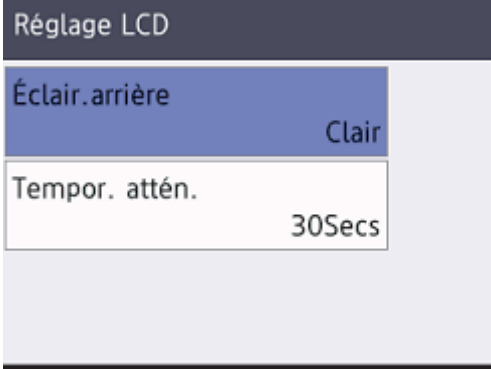 Réglage LCD
Éclair.arrière
Clair
Tempor. attén.
30Secs